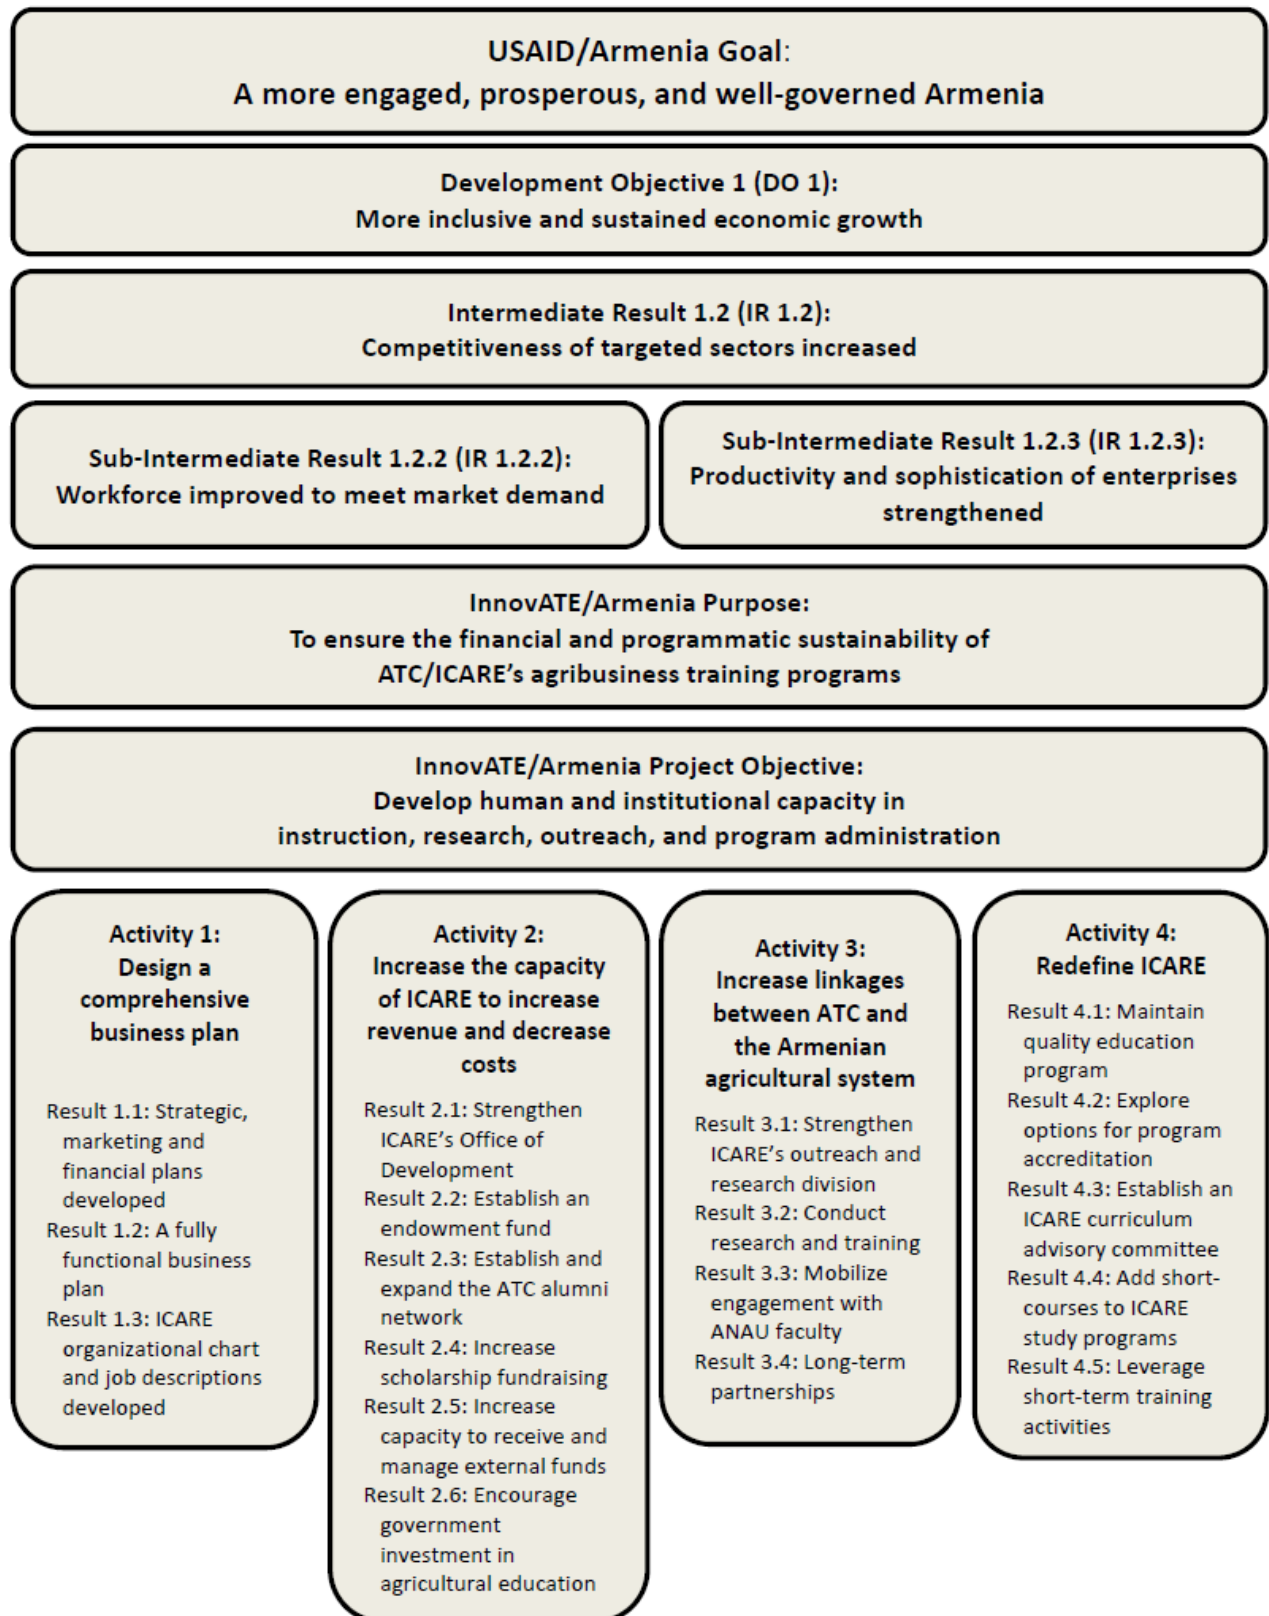 USAID/Armenia Goal:
A more engaged, prosperous, and well-governed Armenia
Development Objective 1 (DO 1):
More inclusive and sustained economic growth
Intermediate Result 1.2 (IR 1.2):
Competitiveness of targeted sectors increased
Sub-Intermediate Result 1.2.2 (IR 1.2.2):
Workforce improved to meet market demand
Sub-Intermediate Result 1.2.3 (IR 1.2.3):
Productivity and sophistication of enterprises
strengthened
InnovATE/Armenia Purpose:
To ensure the financial and programmatic sustainability of
ATC/ICARE’s agribusiness training programs
InnovATE/Armenia Project Objective:
Develop human and institutional capacity in
instruction, research, outreach, and program administration
Activity 1:
Design a
comprehensive
business plan
Result 1.1: Strategic,
marketing and
financial plans
developed
Result 1.2: A fully
functional business
plan
Result 1.3: ICARE
organizational chart
and job descriptions
developed
Activity 2:
Increase the capacity
of ICARE to increase
revenue and decrease
costs
Result 2.1: Strengthen
ICARE’s Office of
Development
Result 2.2: Establish an
endowment fund
Result 2.3: Establish and
expand the ATC alumni
network
Result 2.4: Increase
scholarship fundraising
Result 2.5: Increase
capacity to receive and
manage external funds
Result 2.6: Encourage
government
investment in
agricultural education
Activity 3:
Increase linkages
between ATC and
the Armenian
agricultural system
Result 3.1: Strengthen
ICARE’s outreach and
research division
Result 3.2: Conduct
research and training
Result 3.3: Mobilize
engagement with
ANAU faculty
Result 3.4: Long-term
partnerships
Activity 4:
Redefine ICARE
Result 4.1: Maintain
quality education
program
Result 4.2: Explore
options for program
accreditation
Result 4.3: Establish an
ICARE curriculum
advisory committee
Result 4.4: Add short-
courses to ICARE
study programs
Result 4.5: Leverage
short-term training
activities